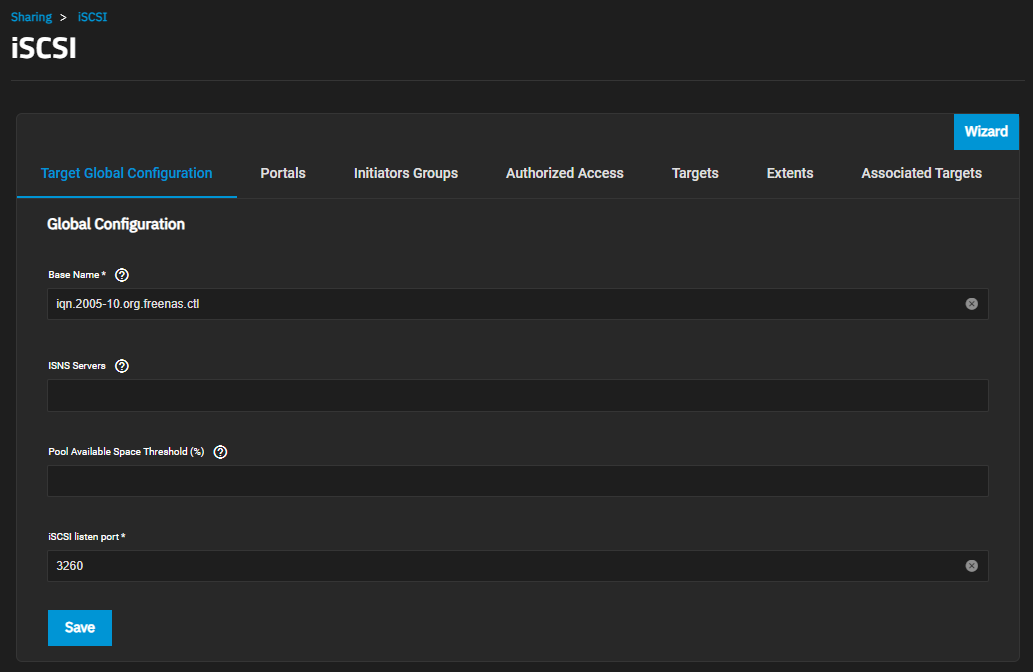 Sharing > iSCSI
iSCSI
Wizard
Target Global Configuration Portals Initiators Groups Authorized Access Targets Extents Associated Targets
Global Configuration
Base Name *
iqn.2005-10.org.freenas.ctl
ISNS Servers
Pool Available Space Threshold (%)
iSCSI listen port *
3260
Save